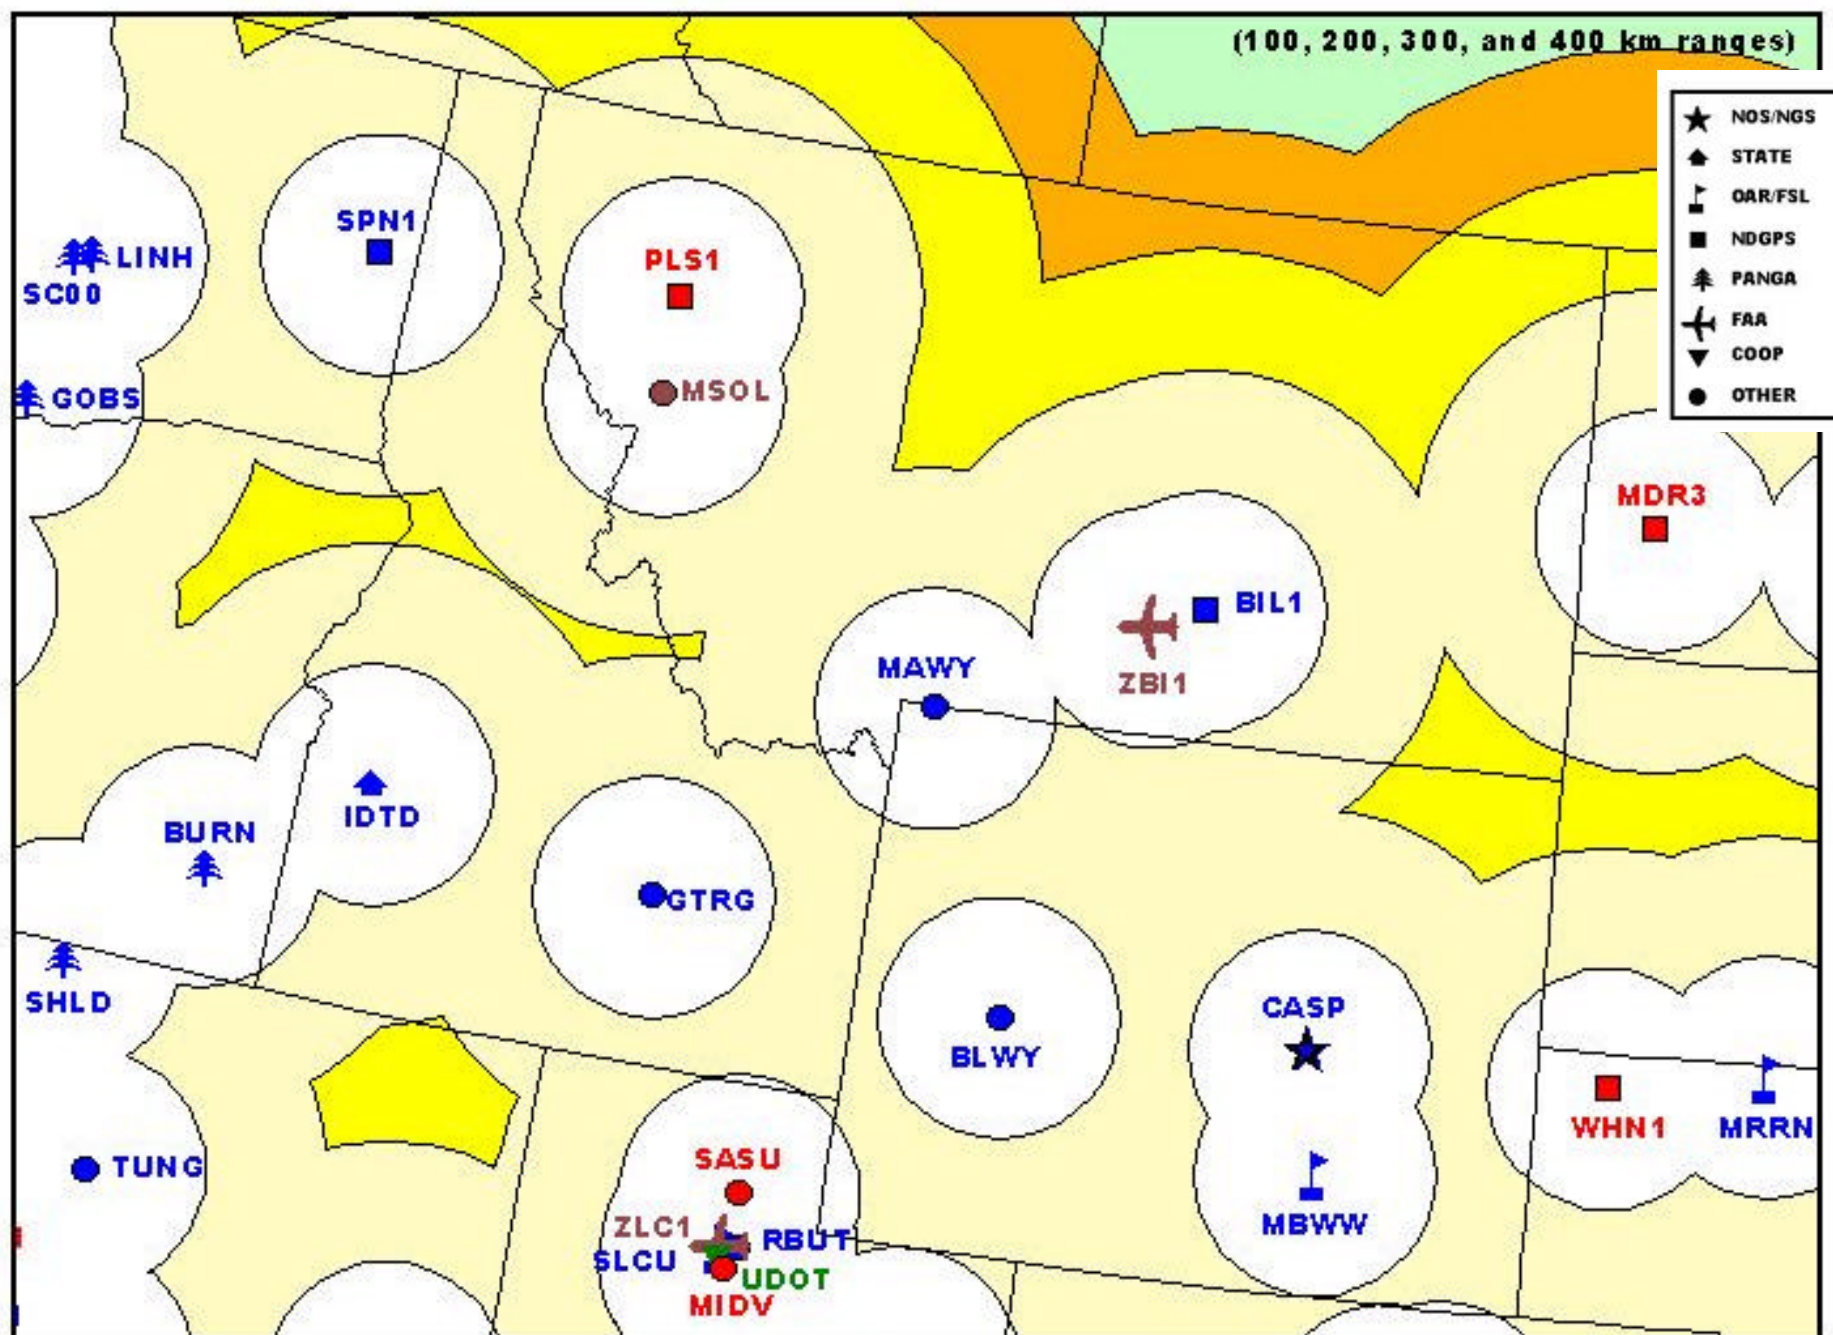 (100, 200, 300, and 400 km ranges)
NOS/NGS
STATE
OAR/FSL
NDGPS
PANGA
FAA
COOP
OTHER
SPN1
LINH
PLS1
SC00
MSOL
GOBS
MDR3
BIL1
MAWY
ZBI1
IDTD
BURN
GTRG
SHLD
CASP
BLWY
WHN1
MRRN
SASU
TUNG
ZLC1
MBWW
RBUT
SLCU
UDOT
MIDV